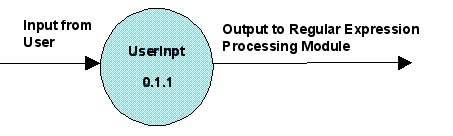 Input from
User
UserInpt
0.1.1
Output to Regular Expression
Processing Module